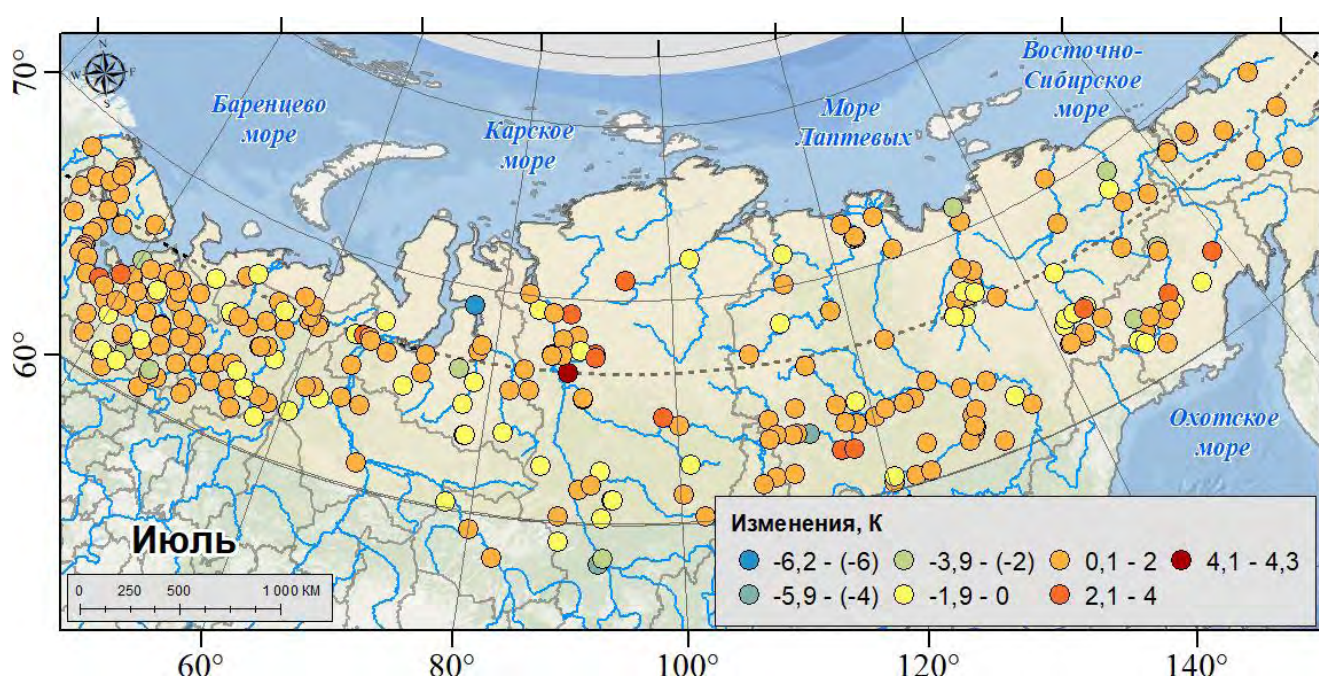 Восточно-
Сибирское
море
70°
N
W E
S
Баренцево
море
Карское
море
Море
Лаптевых
60°
Охотское
море
Июль
0 250 500 1 000 КМ
Изменения, К
-6,2 - (-6) -3,9 - (-2) 0,1 - 2 4,1 - 4,3
-5,9 - (-4) -1,9 - 0 2,1 - 4
60° 80° 100° 120° 140°